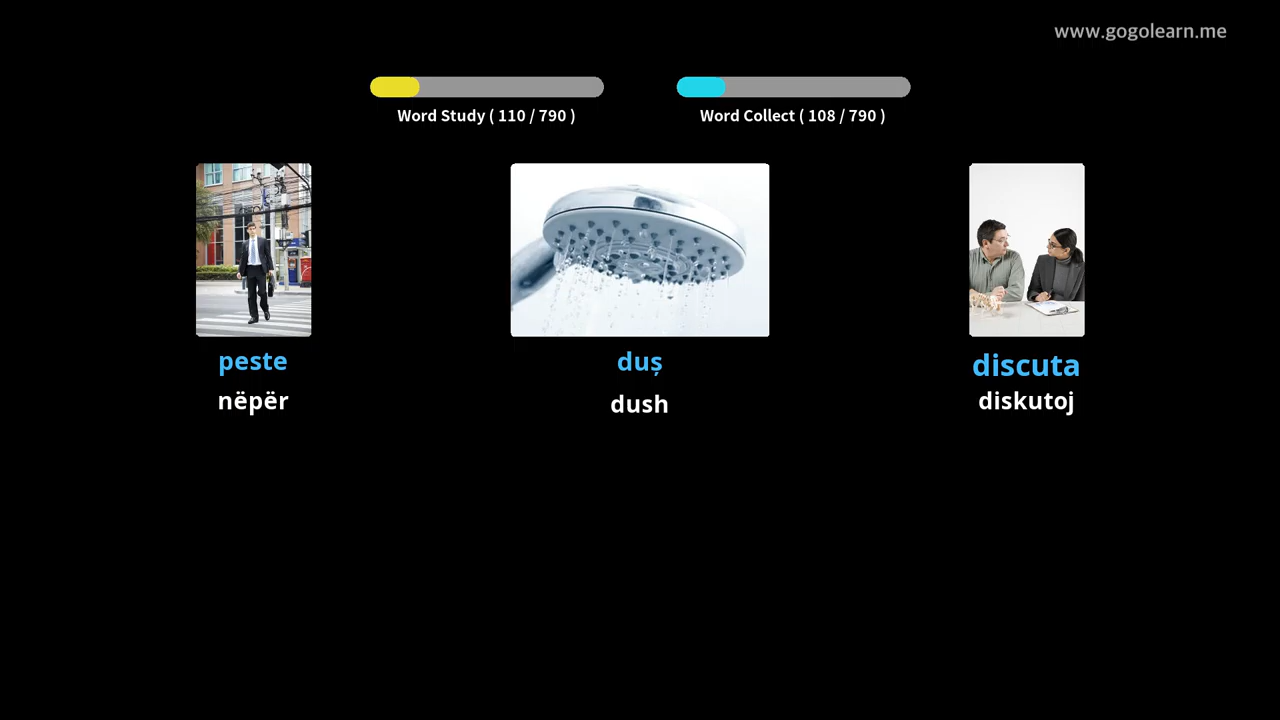 www.gogolearn.me
Word Study ( 110 / 790 )
Word Collect ( 108 / 790 )
peste
duș
discuta
nëpër
dush
diskutoj